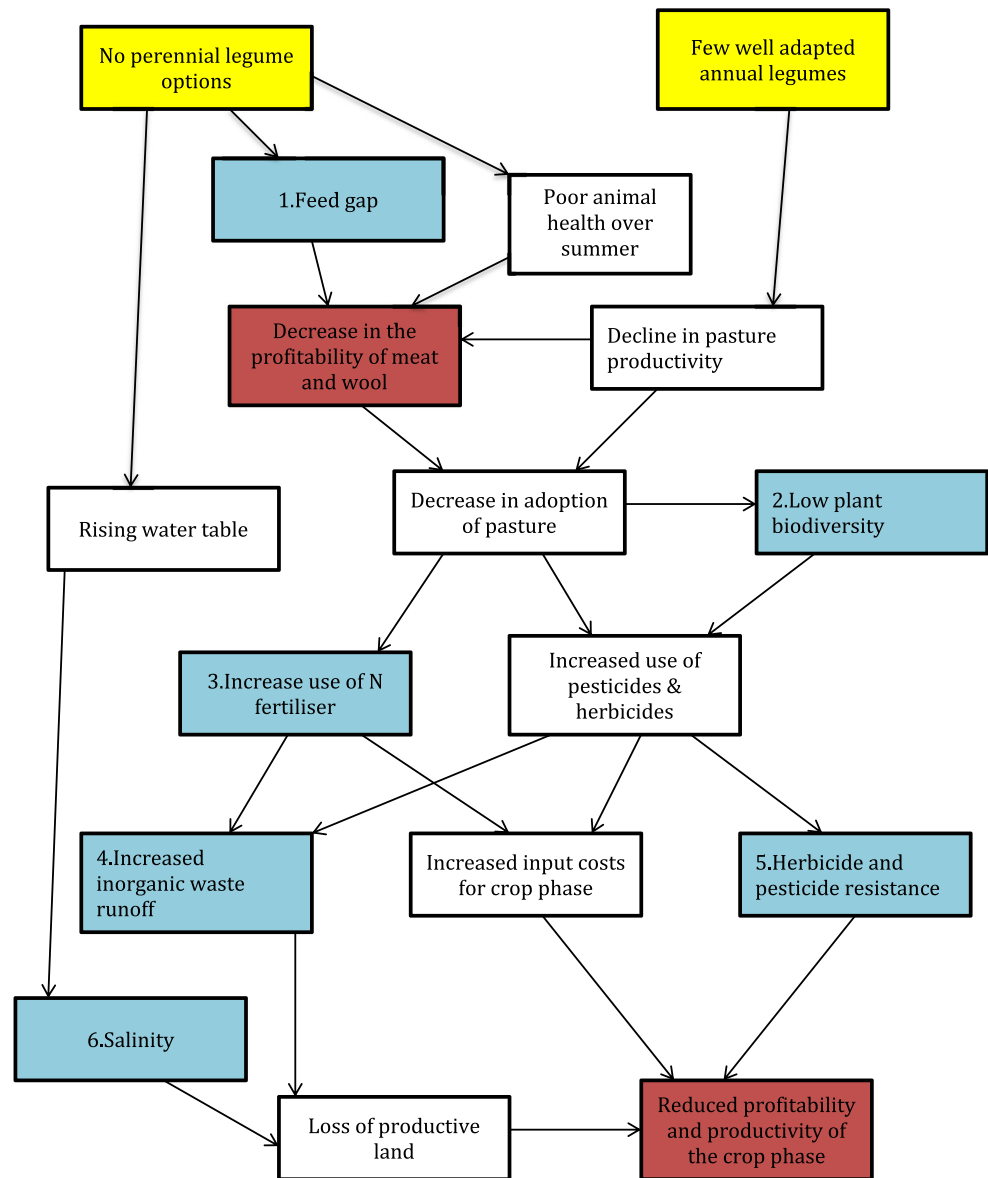 No perennial legume
options
Few well adapted
annual legumes
1.Feed gap
Poor animal
health over
summer
Decrease in the
profitability of meat
and wool
Decline in pasture
productivity
Decrease in adoption
of pasture
2.Low plant
biodiversity
Rising water table
3.Increase use of N
fertiliser
Increased use of
pesticides &
herbicides
4.Increased
inorganic waste
runoff
Increased input costs
for crop phase
5.Herbicide and
pesticide resistance
6.Salinity
Loss of productive
land
Reduced profitability
and productivity of
the crop phase